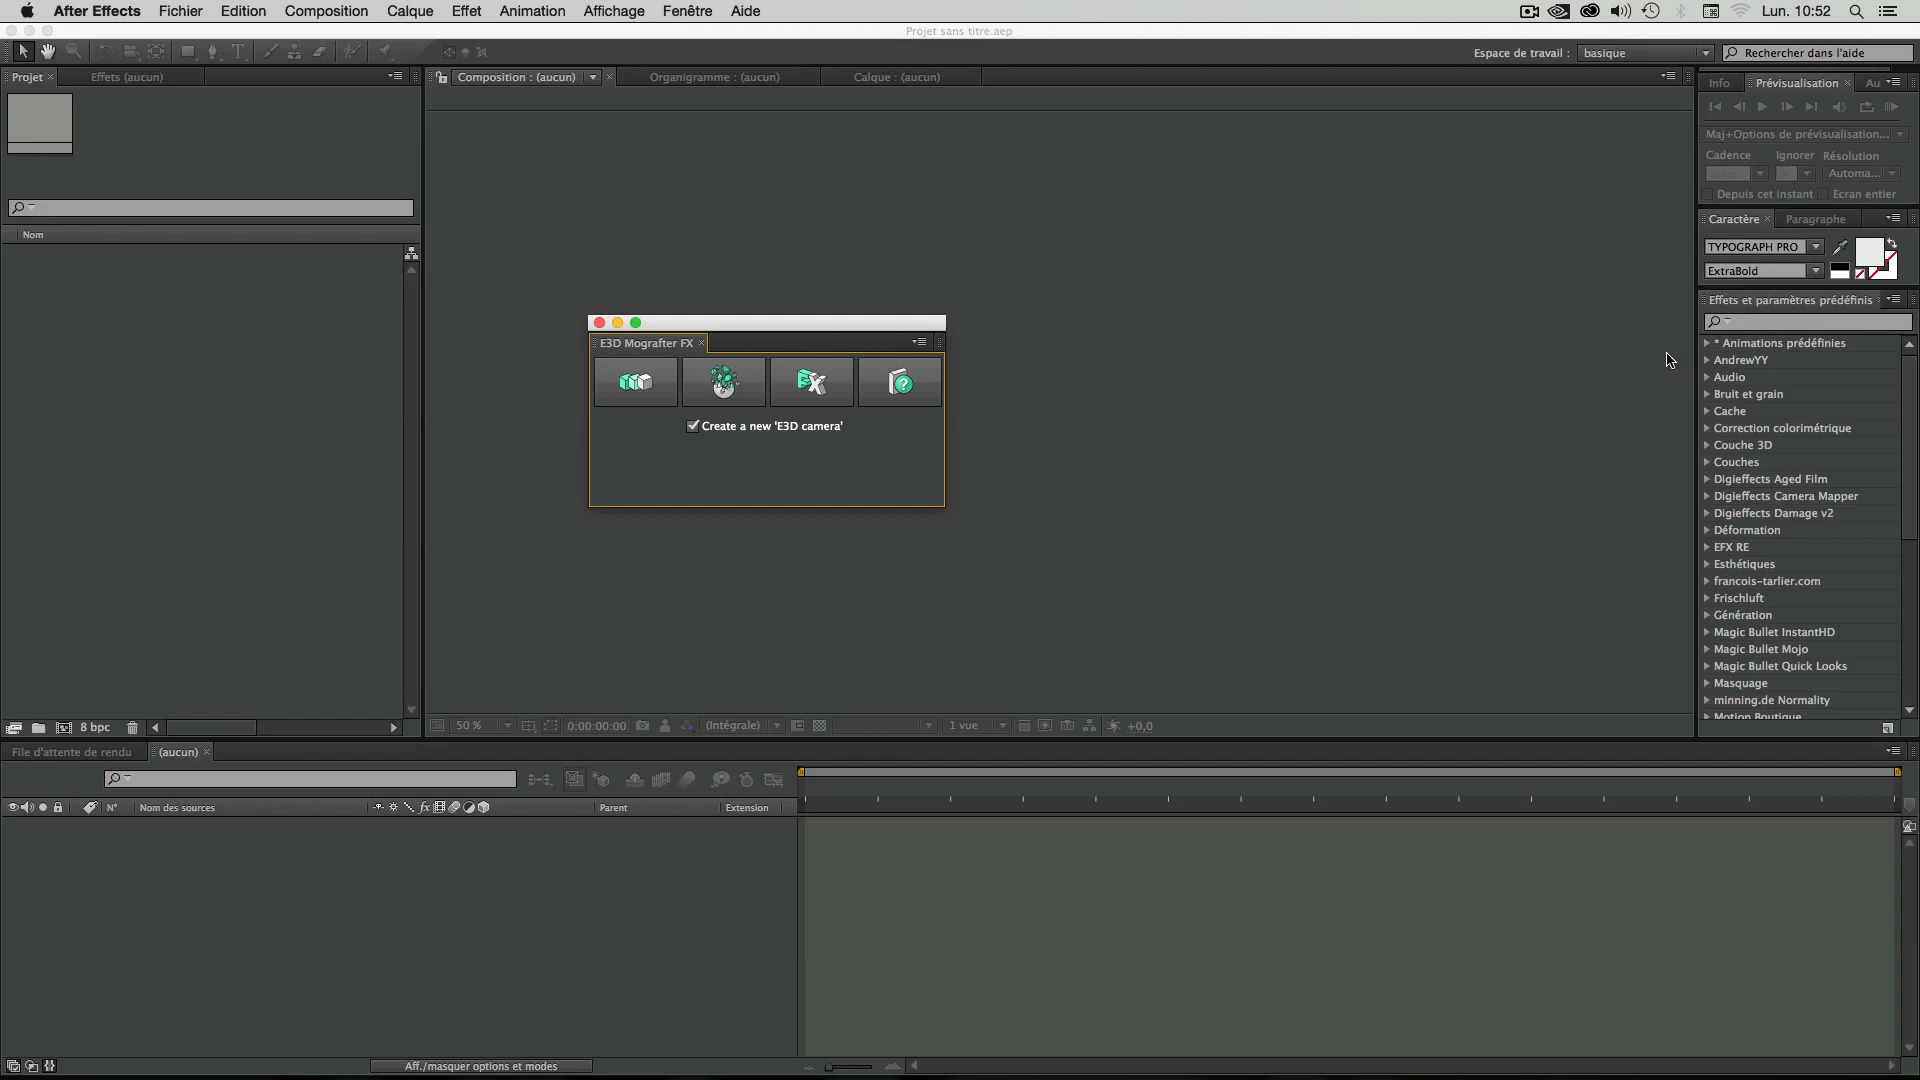 After Effects Fichier Edition Composition Calque Effet Animation Affichage Fenêtre Aide Lun. 10:52
Projet sans titre.aep
Espace de travail : basique Rechercher dans l'aide
Projet Effets (aucun) Composition : (aucun) Organigramme : (aucun) Calque : (aucun)
Info Prévisualisation Au
Maj+Options de prévisualisation...
Cadence Ignorer Résolution
Automa...
Depuis cet instant Ecran entier
Caractère Paragraphe
Nom
TYPOGRAPH PRO
ExtraBold
Effets et paramètres prédéfinis
E3D Mografter FX
Create a new 'E3D camera'
* Animations prédéfinies
AndrewYY
Audio
Bruit et grain
Cache
Correction colorimétrique
Couche 3D
Couches
Digieffects Aged Film
Digieffects Camera Mapper
Digieffects Damage v2
Déformation
EFX RE
Esthétiques
francois-tarlier.com
Frischluft
Génération
Magic Bullet InstantHD
Magic Bullet Mojo
Magic Bullet Quick Looks
Masquage
minning.de Normality
Motion Boutique
8 bpc 50 % 0:00:00:00 (Intégrale) 1 vue +0,0
File d'attente de rendu (aucun)
N° Nom des sources fx Parent Extension
Aff./masquer options et modes